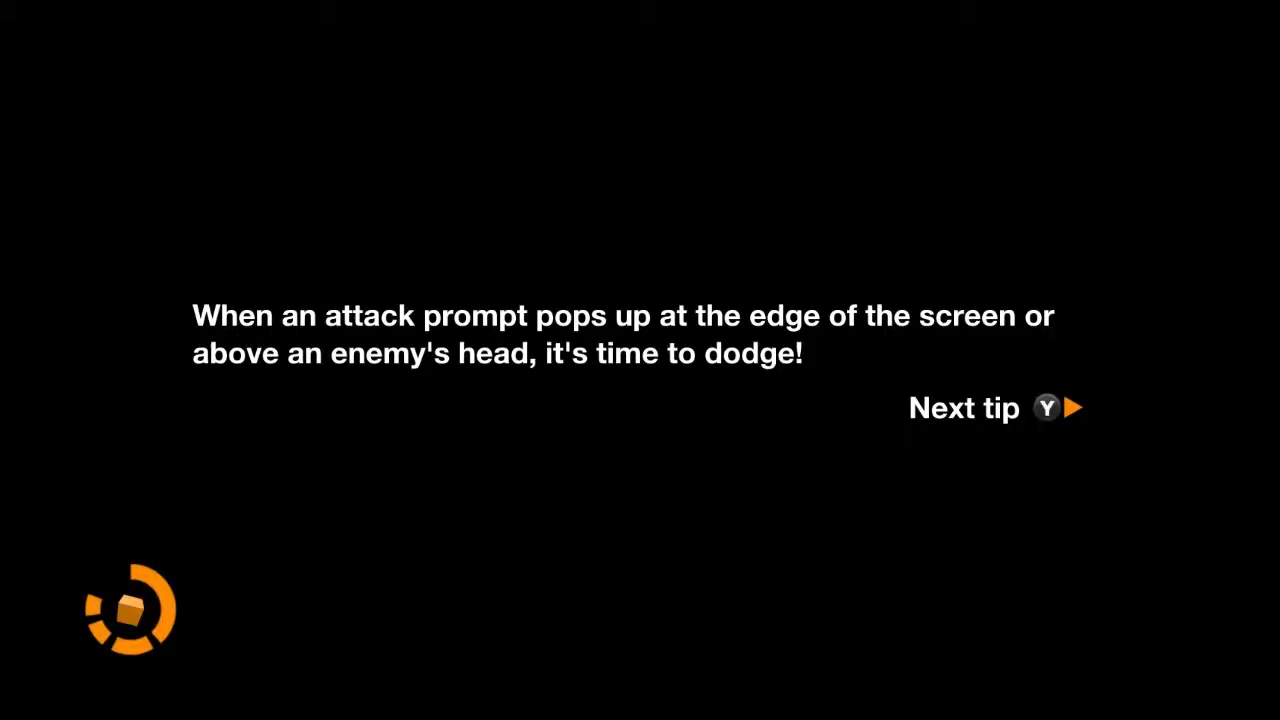 When an attack prompt pops up at the edge of the screen or
above an enemy's head, it's time to dodge!
Next tip Y